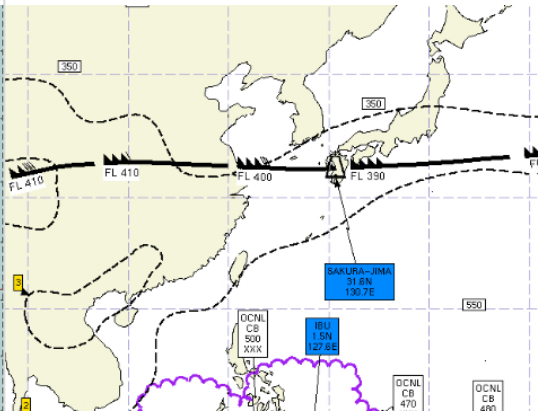 350
350
FL 410
FL 410
FL 400
FL 390
SAKURA-JIMA
31.6N
130.7E
3
550
OCNL
CB
500
XXX
IBU
1.5N
127.6E
OCNL
CB
470
OCNL
CB
480
2